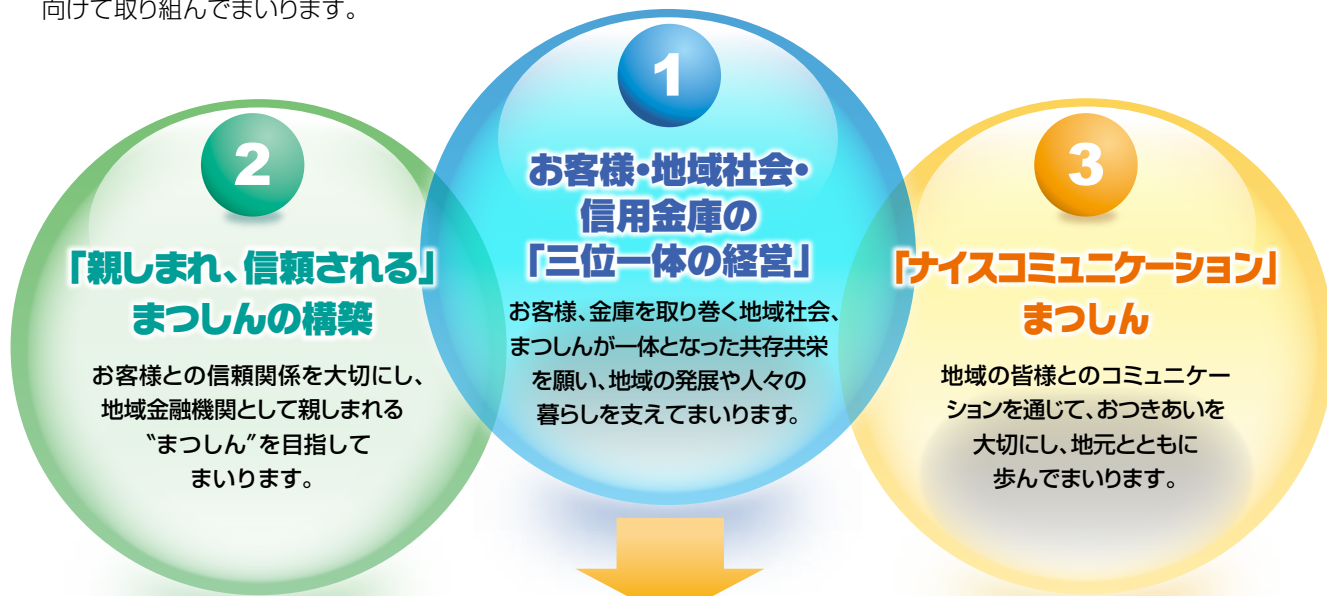 向けて取り組んでまいります。
1
お客様・地域社会・
信用金庫の
「三位一体の経営」
お客様、金庫を取り巻く地域社会、
まつしんが一体となった共存共栄
を願い、地域の発展や人々の
暮らしを支えてまいります。
2
「親しまれ、信頼される」
まつしんの構築
お客様との信頼関係を大切にし、
地域金融機関として親しまれる
〝まつしん〞を目指して
まいります。
3
「ナイスコミュニケーション」
まつしん
地域の皆様とのコミュニケー
ションを通じて、おつきあいを
大切にし、地元とともに
歩んでまいります。